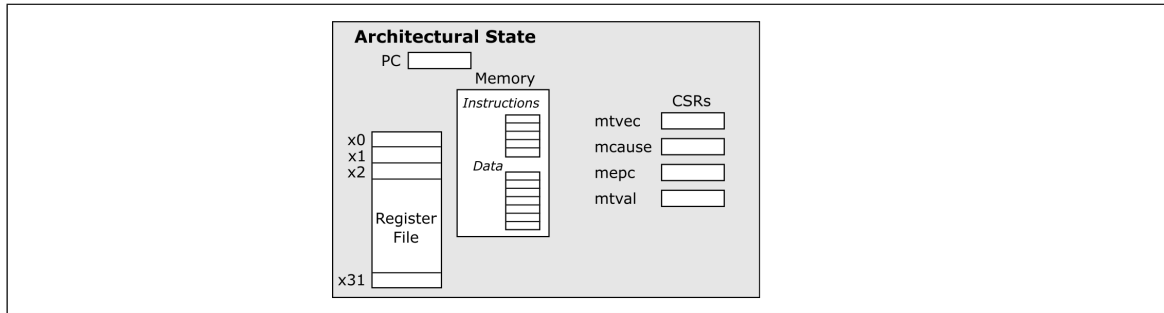 Architectural State
PC
Memory
Instructions
Data
x0
x1
x2
Register
File
x31
CSRs
mtvec
mcause
mepc
mtval